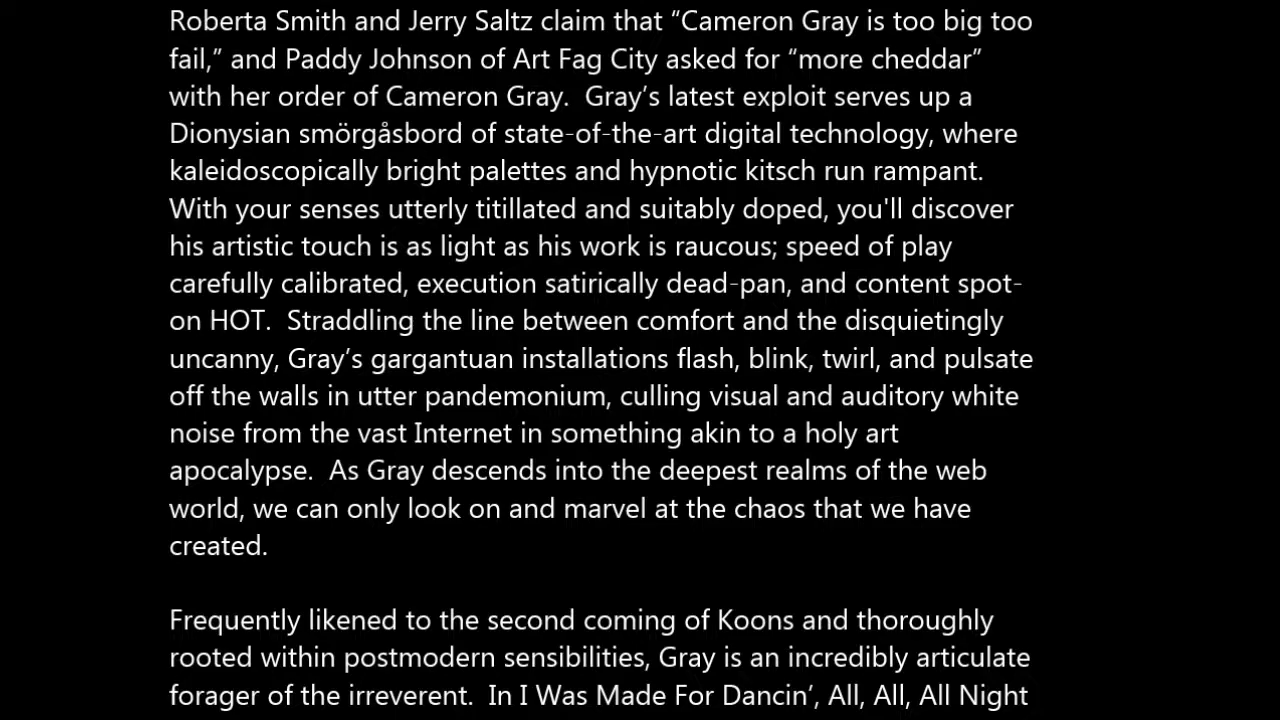 Roberta Smith and Jerry Saltz claim that “Cameron Gray is too big too
fail,” and Paddy Johnson of Art Fag City asked for “more cheddar”
with her order of Cameron Gray.  Gray’s latest exploit serves up a
Dionysian smörgåsbord of state-of-the-art digital technology, where
kaleidoscopically bright palettes and hypnotic kitsch run rampant.
With your senses utterly titillated and suitably doped, you'll discover
his artistic touch is as light as his work is raucous; speed of play
carefully calibrated, execution satirically dead-pan, and content spot-
on HOT.  Straddling the line between comfort and the disquietingly
uncanny, Gray’s gargantuan installations flash, blink, twirl, and pulsate
off the walls in utter pandemonium, culling visual and auditory white
noise from the vast Internet in something akin to a holy art
apocalypse.  As Gray descends into the deepest realms of the web
world, we can only look on and marvel at the chaos that we have
created.

Frequently likened to the second coming of Koons and thoroughly
rooted within postmodern sensibilities, Gray is an incredibly articulate
forager of the irreverent.  In I Was Made For Dancin’, All, All, All Night